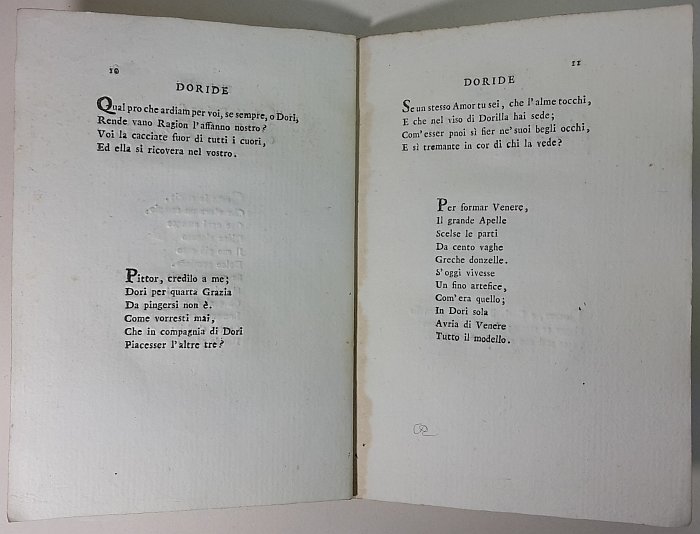 10
DORIDE
Qual pro che ardiam per voi, se sempre, o Dori,
Rende vano Ragion l'affanno nostro?
Voi la cacciate fuor di tutti i cuori,
Ed ella si ricovera nel vostro.
Pittor, credilo a me;
Dori per quarta Grazia
Da pingersi non è.
Come vorresti mai,
Che in compagnia di Dori
Piacesser l'altre tre?
11
DORIDE
Se un stesso Amor tu sei, che l'alme tocchi,
E che nel viso di Dorilla hai sede;
Com'esser pnoi sì fier ne' suoi begli occhi,
E sì tremante in cor di chi la vede?
Per formar Venere,
Il grande Apelle
Scelse le parti
Da cento vaghe
Greche donzelle.
S'oggi vivesse
Un fino artefice,
Com'era quello;
In Dori sola
Avria di Venere
Tutto il modello.